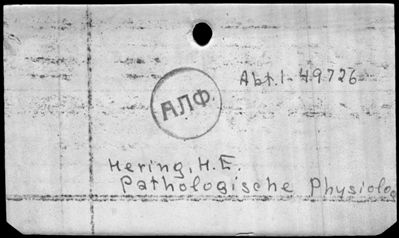 Abt. 1-49726
АЛФ.
Hering, H.E.
Pathologische Physiolog